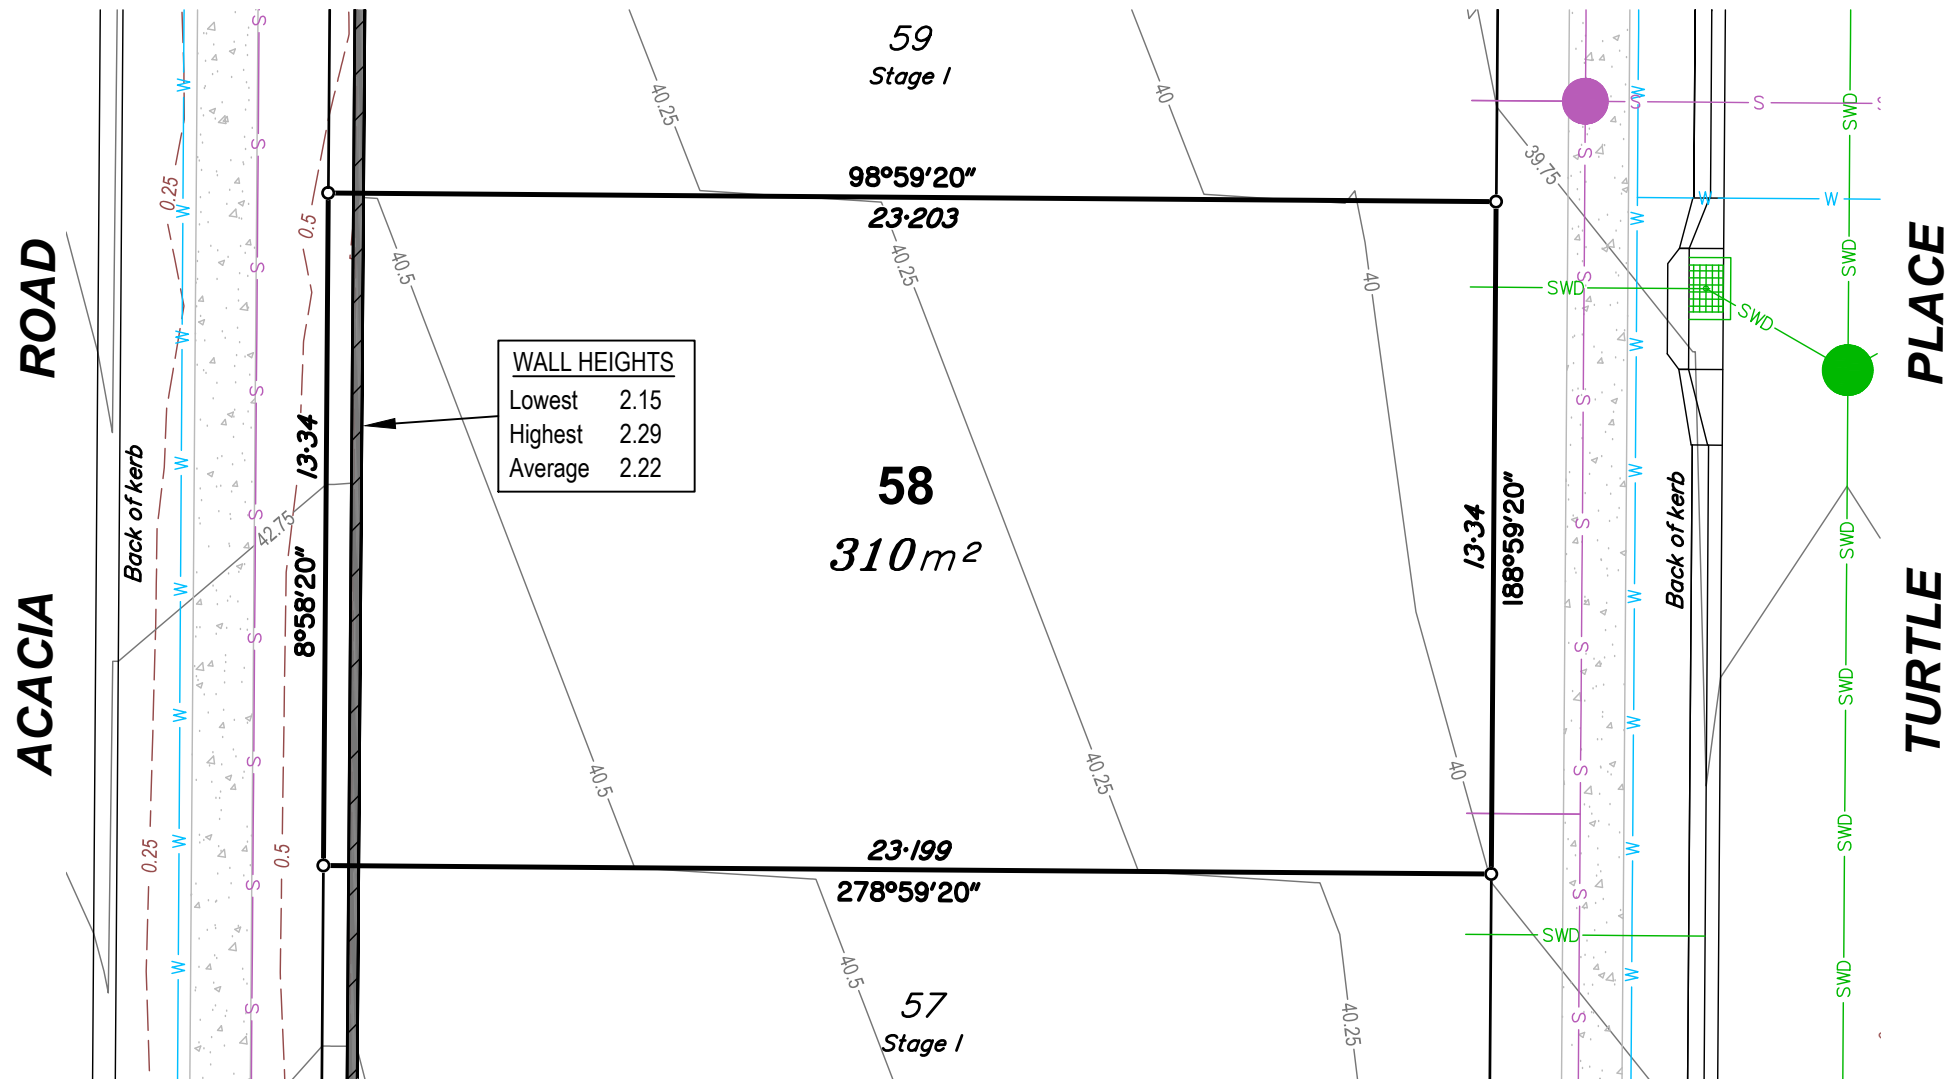 59
Stage 1
40.25
40
39.75
98°59'20"
23·203
0.25
0.5
40.5
40.25
40
ROAD
ACACIA
Back of kerb
13·34
8°58'20"
42.75
WALL HEIGHTS
Lowest 2.15
Highest 2.29
Average 2.22
58
310 m²
13·34
188°59'20"
Back of kerb
PLACE
TURTLE
40.5
40.25
40
0.25
0.5
23·199
278°59'20"
40.5
40.25
57
Stage 1
S
S
S
S
S
S
S
S
S
W
W
W
W
W
W
W
W
S
S
S
S
S
S
S
S
S
S
W
W
W
W
W
W
W
W
W
W
SWD
SWD
SWD
SWD
SWD
SWD
SWD
SWD
SWD